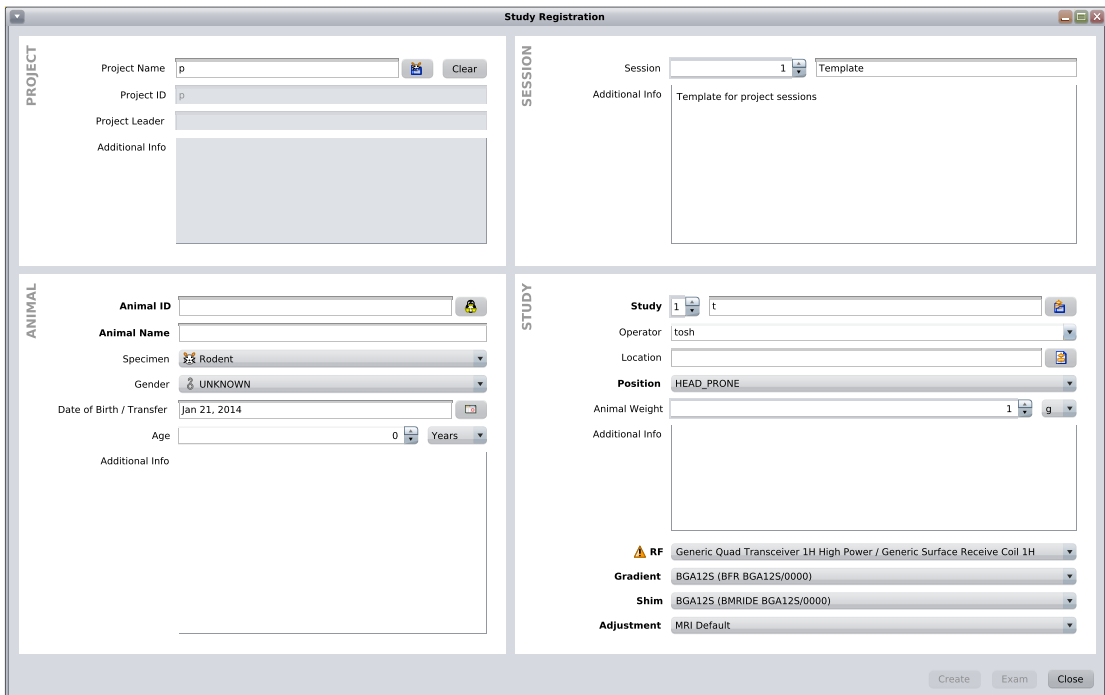 Study Registration
PROJECT
Project Name p Clear
Project ID p
Project Leader
Additional Info
SESSION
Session 1 Template
Additional Info Template for project sessions
ANIMAL
Animal ID
Animal Name
Specimen Rodent
Gender UNKNOWN
Date of Birth / Transfer Jan 21, 2014
Age 0 Years
Additional Info
STUDY
Study 1 t
Operator tosh
Location
Position HEAD_PRONE
Animal Weight 1 g
Additional Info
RF Generic Quad Transceiver 1H High Power / Generic Surface Receive Coil 1H
Gradient BGA12S (BFR BGA12S/0000)
Shim BGA12S (BMRIDE BGA12S/0000)
Adjustment MRI Default
Create Exam Close